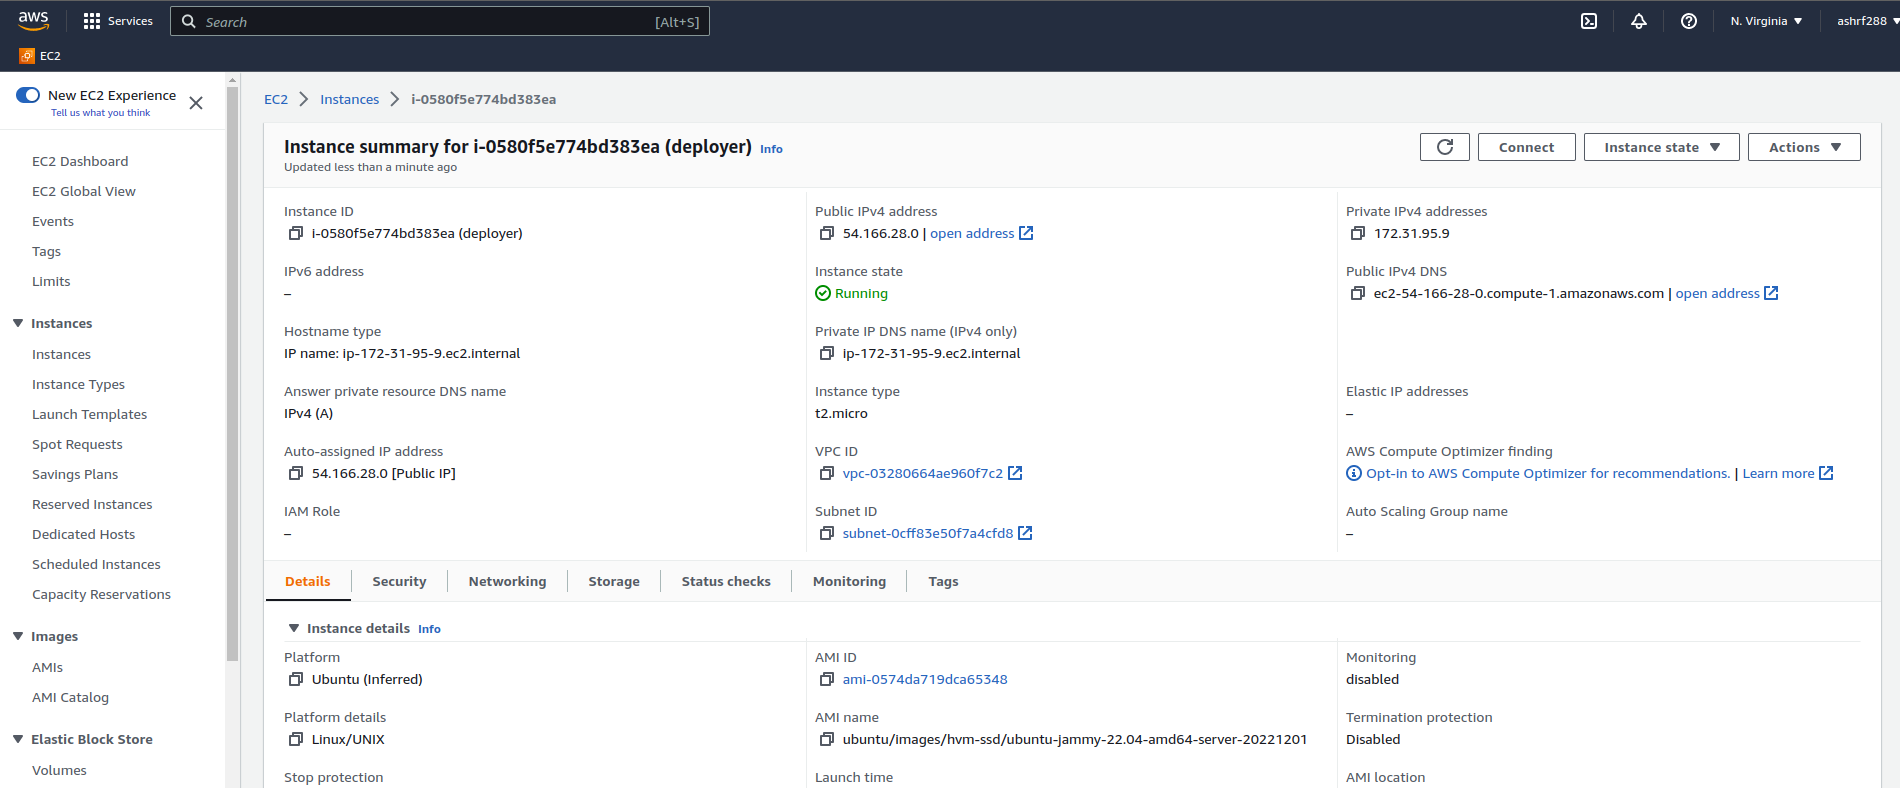 aws
Services
Search
[Alt+S]
N. Virginia
ashrf288
EC2
New EC2 Experience
Tell us what you think
EC2 Dashboard
EC2 Global View
Events
Tags
Limits
Instances
Instances
Instance Types
Launch Templates
Spot Requests
Savings Plans
Reserved Instances
Dedicated Hosts
Scheduled Instances
Capacity Reservations
Images
AMIs
AMI Catalog
Elastic Block Store
Volumes
EC2 > Instances > i-0580f5e774bd383ea
Instance summary for i-0580f5e774bd383ea (deployer) Info
Updated less than a minute ago
Connect
Instance state
Actions
Instance ID
i-0580f5e774bd383ea (deployer)
Public IPv4 address
54.166.28.0 | open address
Private IPv4 addresses
172.31.95.9
IPv6 address
–
Instance state
Running
Public IPv4 DNS
ec2-54-166-28-0.compute-1.amazonaws.com | open address
Hostname type
IP name: ip-172-31-95-9.ec2.internal
Private IP DNS name (IPv4 only)
ip-172-31-95-9.ec2.internal
Answer private resource DNS name
IPv4 (A)
Instance type
t2.micro
Elastic IP addresses
–
Auto-assigned IP address
54.166.28.0 [Public IP]
VPC ID
vpc-03280664ae960f7c2
AWS Compute Optimizer finding
Opt-in to AWS Compute Optimizer for recommendations. | Learn more
IAM Role
–
Subnet ID
subnet-0cff83e50f7a4cfd8
Auto Scaling Group name
–
Details
Security
Networking
Storage
Status checks
Monitoring
Tags
Instance details Info
Platform
Ubuntu (Inferred)
AMI ID
ami-0574da719dca65348
Monitoring
disabled
Platform details
Linux/UNIX
AMI name
ubuntu/images/hvm-ssd/ubuntu-jammy-22.04-amd64-server-20221201
Termination protection
Disabled
Stop protection
Launch time
AMI location